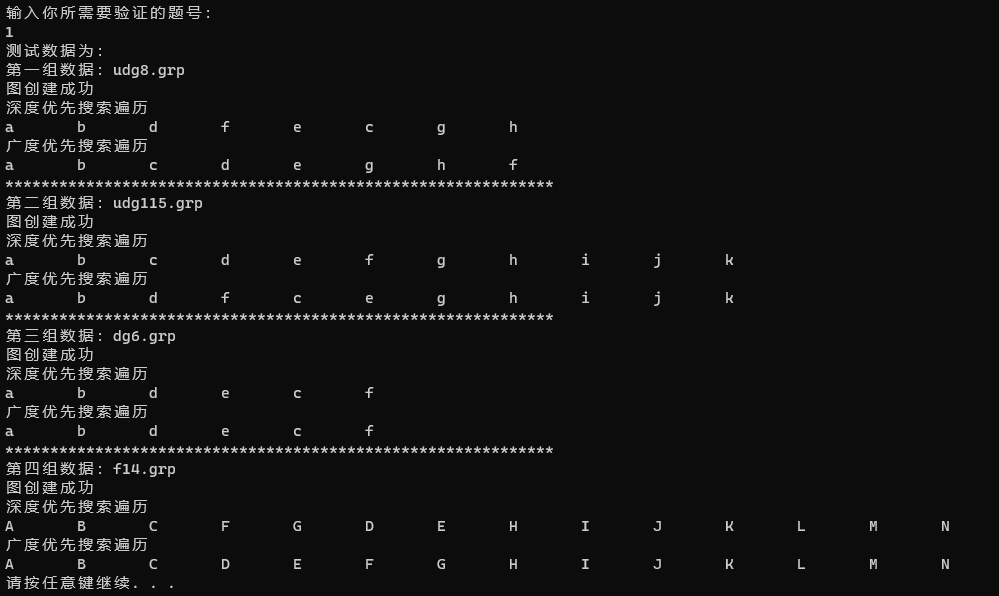 输入你所需要验证的题号:
1
测试数据为:
第一组数据: udg8.grp
图创建成功
深度优先搜索遍历
a b d f e c g h
广度优先搜索遍历
a b c d e g h f
*************************************************************
第二组数据: udg115.grp
图创建成功
深度优先搜索遍历
a b c d e f g h i j k
广度优先搜索遍历
a b d f c e g h i j k
*************************************************************
第三组数据: dg6.grp
图创建成功
深度优先搜索遍历
a b d e c f
广度优先搜索遍历
a b d e c f
*************************************************************
第四组数据: f14.grp
图创建成功
深度优先搜索遍历
A B C F G D E H I J K L M N
广度优先搜索遍历
A B C D E F G H I J K L M N
请按任意键继续. . .